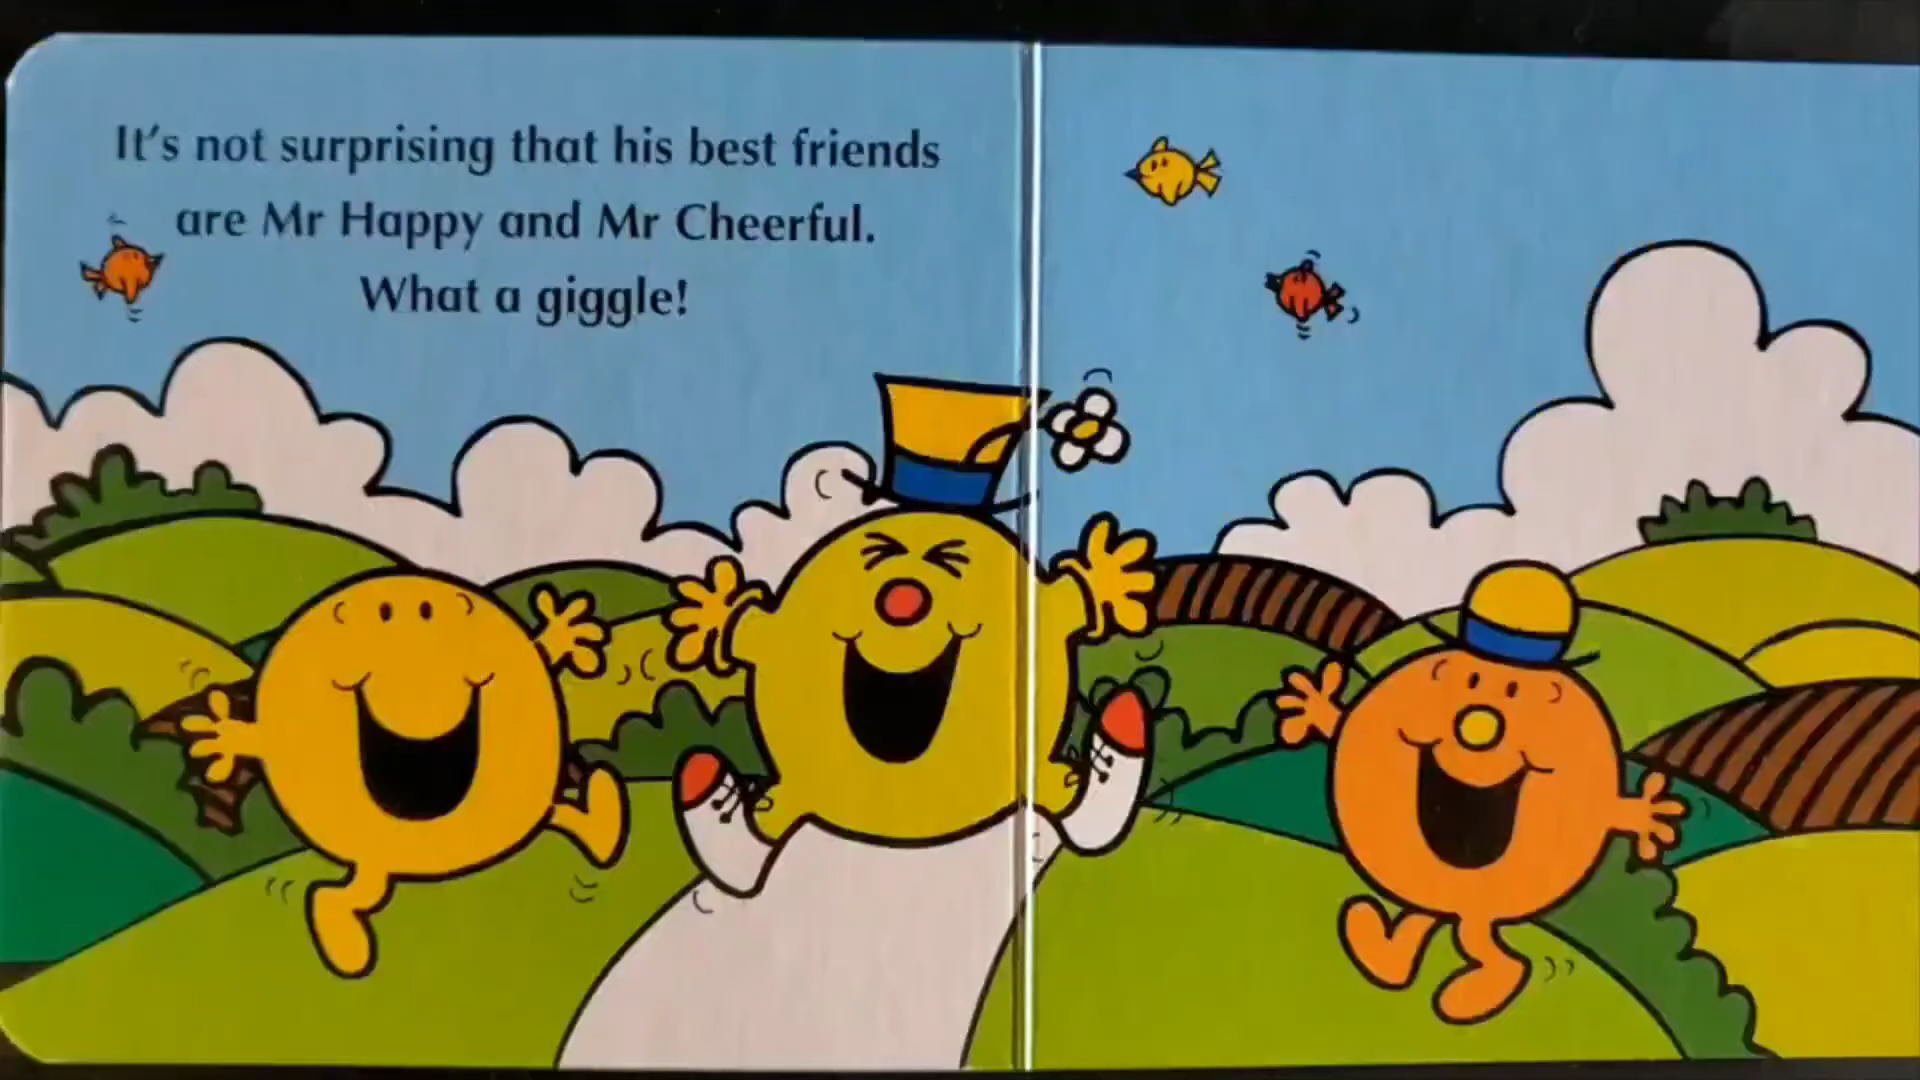 It's not surprising that his best friends
are Mr Happy and Mr Cheerful.
What a giggle!